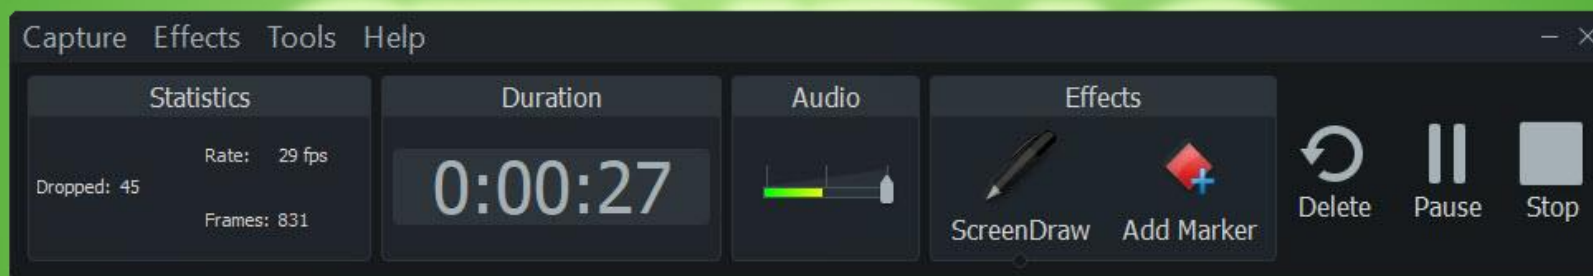 Capture Effects Tools Help
Statistics
Dropped: 45
Rate: 29 fps
Frames: 831
Duration
0:00:27
Audio
Effects
ScreenDraw Add Marker
Delete Pause Stop